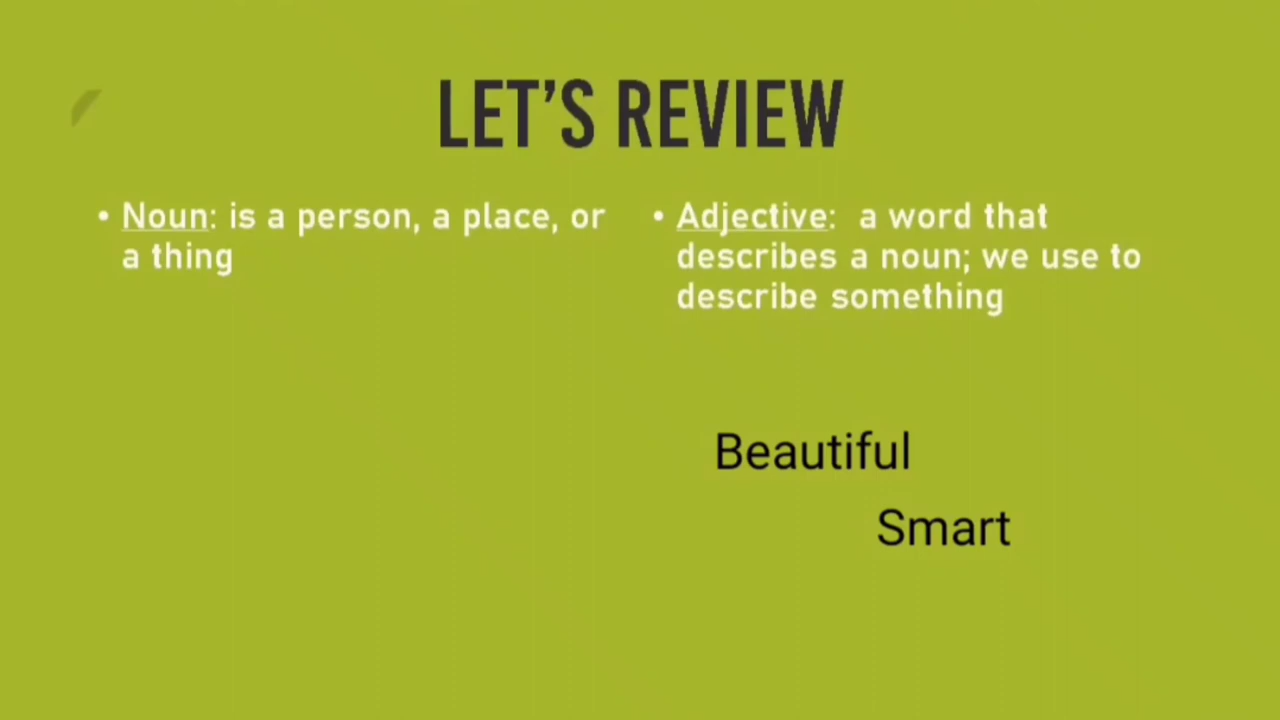 LET'S REVIEW
• Noun: is a person, a place, or
a thing
• Adjective:  a word that
describes a noun; we use to
describe something
Beautiful
Smart